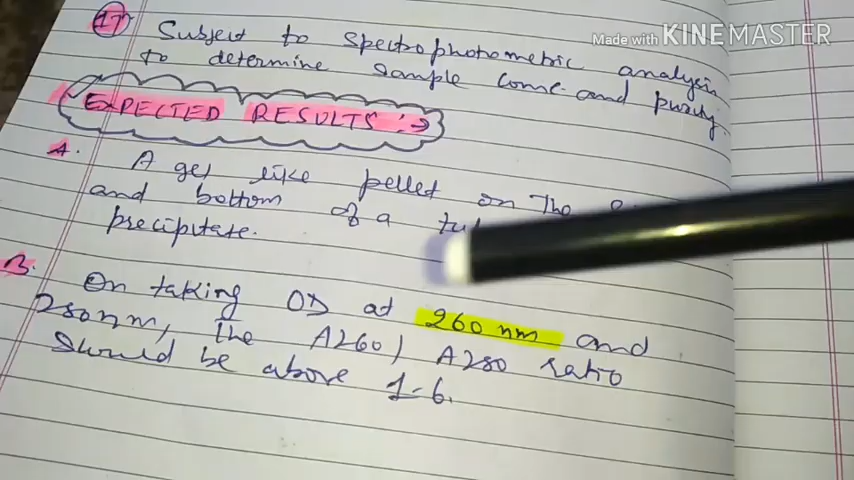 Made with KINEMASTER
17 Subject to spectrophotometric analysis
to determine sample conc. and purity.
EXPECTED RESULTS :→
A. A gel like pelled on the
and bottom of a
precipitate.
B. On taking OD at 260 nm and
280nm, the A260/ A280 ratio
should be above 1.6.